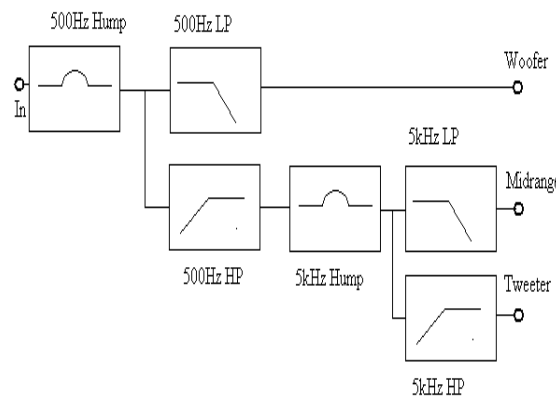 500Hz Hump
500Hz LP
Woofer
In
5kHz LP
Midrange
500Hz HP
5kHz Hump
Tweeter
5kHz HP